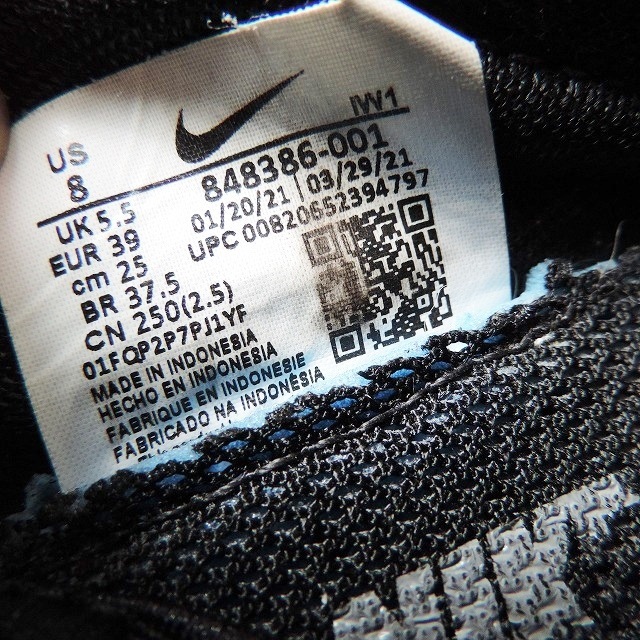 IW1
US
8
848386-001
UK 5.5
01/20/21 | 03/29/21
EUR 39
UPC 00820652394797
cm 25
BR 37.5
CN 250(2.5)
01FQP2P7PJ1YF
MADE IN INDONESIA
HECHO EN INDONESIA
FABRIQUE EN INDONESIE
FABRICADO NA INDONESIA